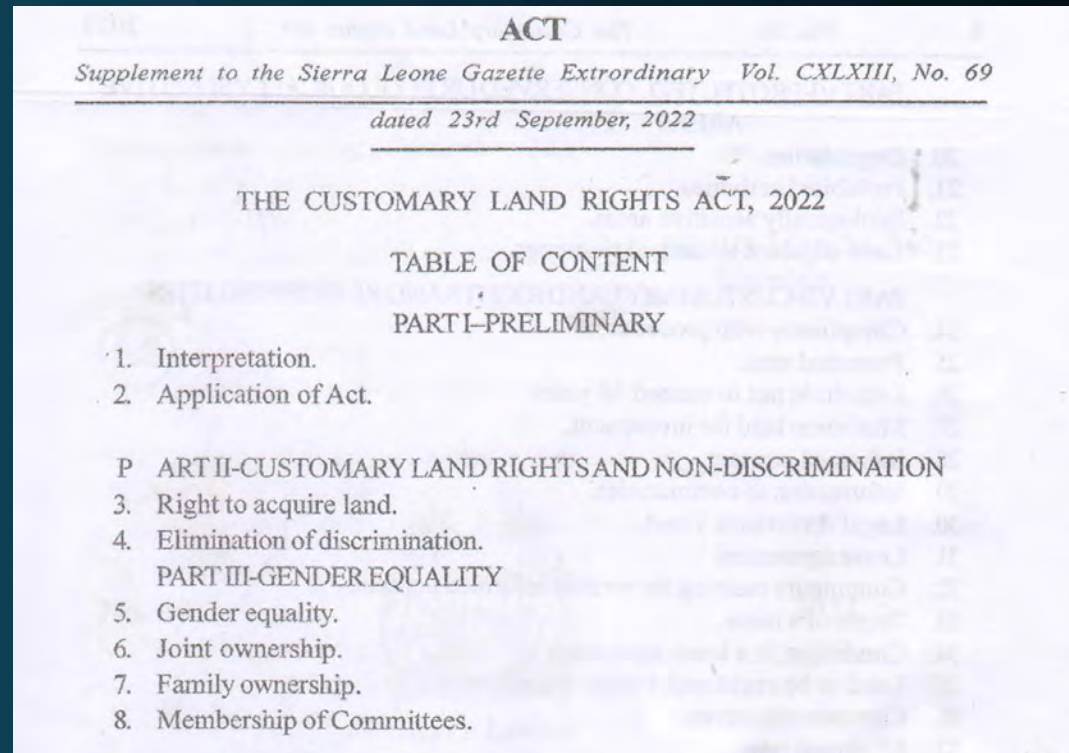 ACT
Supplement to the Sierra Leone Gazette Extrordinary Vol. CXLXIII, No. 69
dated 23rd September, 2022
THE CUSTOMARY LAND RIGHTS ACT, 2022
TABLE OF CONTENT
PART I–PRELIMINARY
1. Interpretation.
2. Application of Act.
P ART II-CUSTOMARY LAND RIGHTS AND NON-DISCRIMINATION
3. Right to acquire land.
4. Elimination of discrimination.
PART III-GENDER EQUALITY
5. Gender equality.
6. Joint ownership.
7. Family ownership.
8. Membership of Committees.